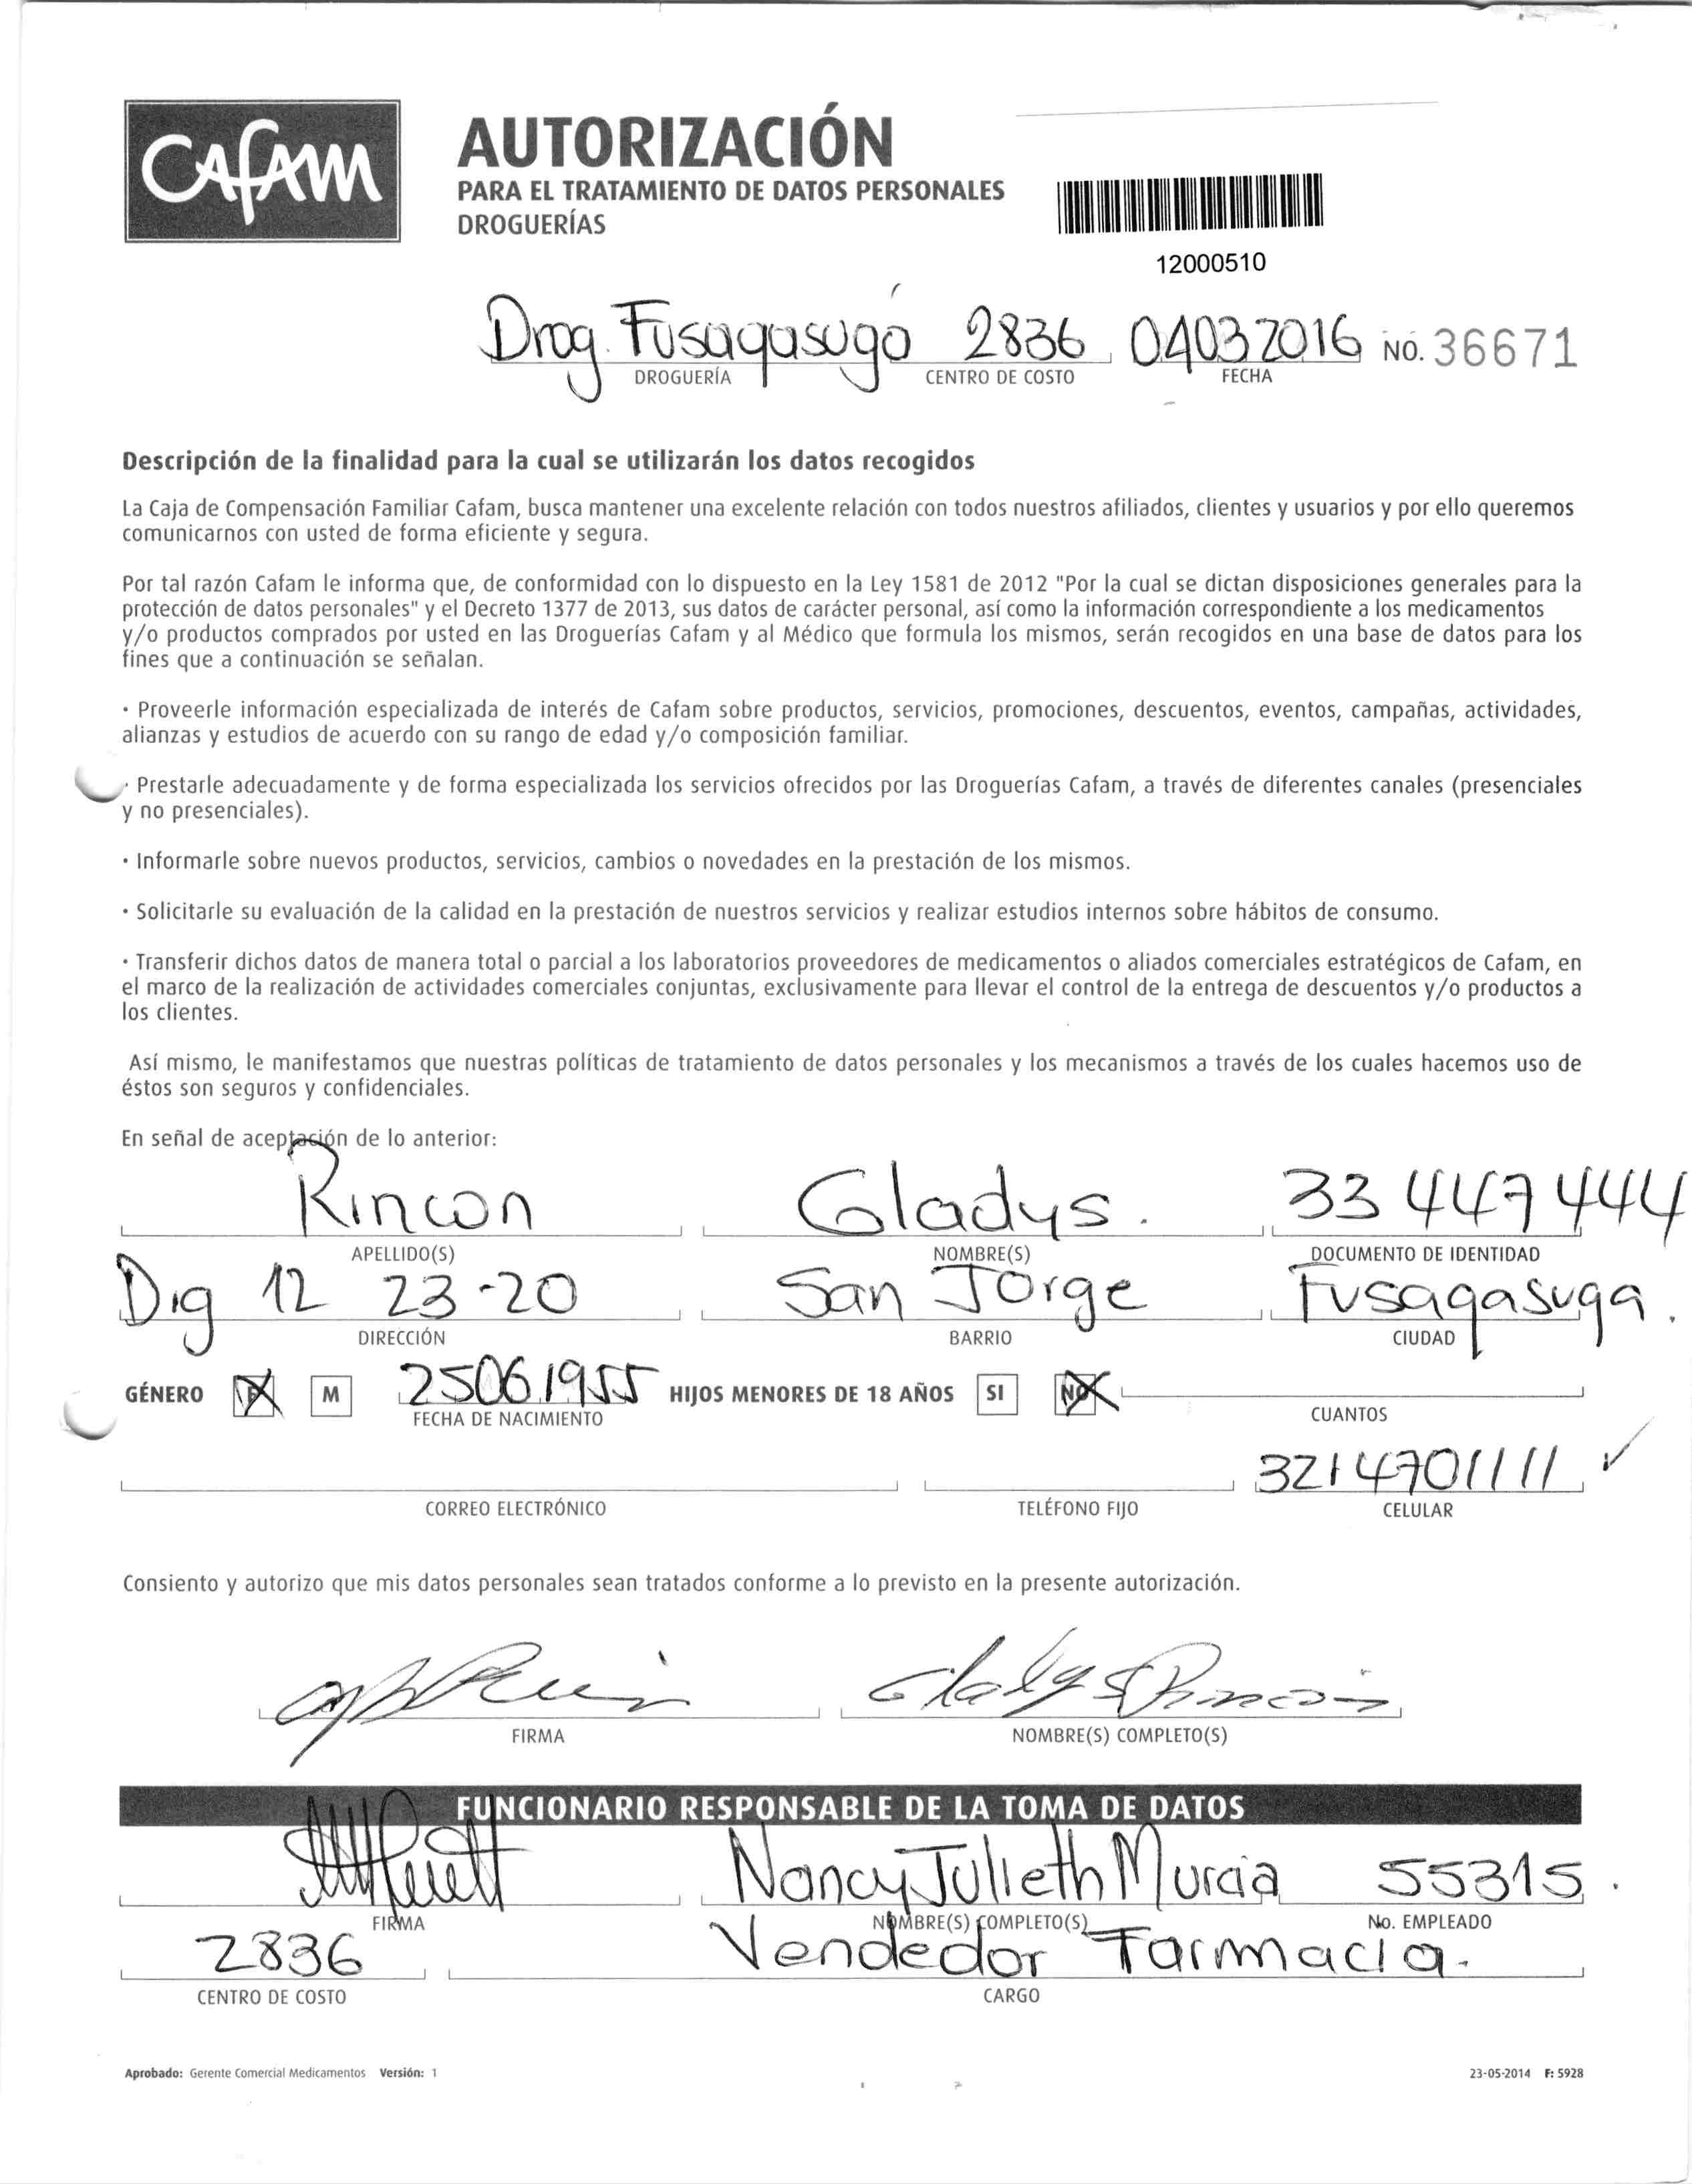 CAFAM
AUTORIZACIÓN
PARA EL TRATAMIENTO DE DATOS PERSONALES
DROGUERÍAS
12000510
Drog. Fusagasugá 2836 04032016 NO. 36671
DROGUERÍA CENTRO DE COSTO FECHA
Descripción de la finalidad para la cual se utilizarán los datos recogidos
La Caja de Compensación Familiar Cafam, busca mantener una excelente relación con todos nuestros afiliados, clientes y usuarios y por ello queremos
comunicarnos con usted de forma eficiente y segura.
Por tal razón Cafam le informa que, de conformidad con lo dispuesto en la Ley 1581 de 2012 "Por la cual se dictan disposiciones generales para la
protección de datos personales" y el Decreto 1377 de 2013, sus datos de carácter personal, así como la información correspondiente a los medicamentos
y/o productos comprados por usted en las Droguerías Cafam y al Médico que formula los mismos, serán recogidos en una base de datos para los
fines que a continuación se señalan.
· Proveerle información especializada de interés de Cafam sobre productos, servicios, promociones, descuentos, eventos, campañas, actividades,
alianzas y estudios de acuerdo con su rango de edad y/o composición familiar.
· Prestarle adecuadamente y de forma especializada los servicios ofrecidos por las Droguerías Cafam, a través de diferentes canales (presenciales
y no presenciales).
· Informarle sobre nuevos productos, servicios, cambios o novedades en la prestación de los mismos.
· Solicitarle su evaluación de la calidad en la prestación de nuestros servicios y realizar estudios internos sobre hábitos de consumo.
· Transferir dichos datos de manera total o parcial a los laboratorios proveedores de medicamentos o aliados comerciales estratégicos de Cafam, en
el marco de la realización de actividades comerciales conjuntas, exclusivamente para llevar el control de la entrega de descuentos y/o productos a
los clientes.
Así mismo, le manifestamos que nuestras políticas de tratamiento de datos personales y los mecanismos a través de los cuales hacemos uso de
éstos son seguros y confidenciales.
En señal de aceptación de lo anterior:
Rincon Gladys. 33 447 444
APELLIDO(S) NOMBRE(S) DOCUMENTO DE IDENTIDAD
Dig 12 23-20 San Jorge Fusagasuga.
DIRECCIÓN BARRIO CIUDAD
GÉNERO F M 25061955 HIJOS MENORES DE 18 AÑOS SI NO
FECHA DE NACIMIENTO CUANTOS
3214701111
CORREO ELECTRÓNICO TELÉFONO FIJO CELULAR
Consiento y autorizo que mis datos personales sean tratados conforme a lo previsto en la presente autorización.
Gladys Rincon
FIRMA NOMBRE(S) COMPLETO(S)
FUNCIONARIO RESPONSABLE DE LA TOMA DE DATOS
Nancy Julieth Murcia 55315.
FIRMA NOMBRE(S) COMPLETO(S) No. EMPLEADO
2836 Vendedor Farmacia.
CENTRO DE COSTO CARGO
Aprobado: Gerente Comercial Medicamentos Versión: 1 23-05-2014 F: 5928